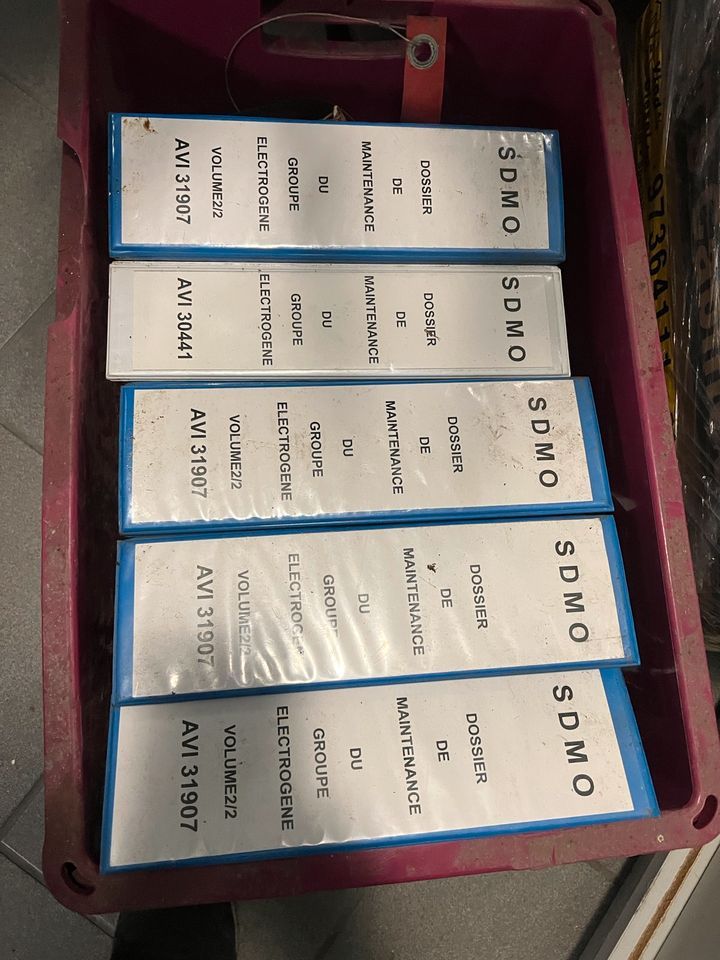 SDMO
DOSSIER
DE
MAINTENANCE
DU
GROUPE
ELECTROGENE
VOLUME2/2
AVI 31907
SDMO
DOSSIER
DE
MAINTENANCE
DU
GROUPE
ELECTROGENE
AVI 30441
SDMO
DOSSIER
DE
MAINTENANCE
DU
GROUPE
ELECTROGENE
VOLUME2/2
AVI 31907
SDMO
DOSSIER
DE
MAINTENANCE
DU
GROUPE
ELECTROGENE
VOLUME2/2
AVI 31907
SDMO
DOSSIER
DE
MAINTENANCE
DU
GROUPE
ELECTROGENE
VOLUME2/2
AVI 31907